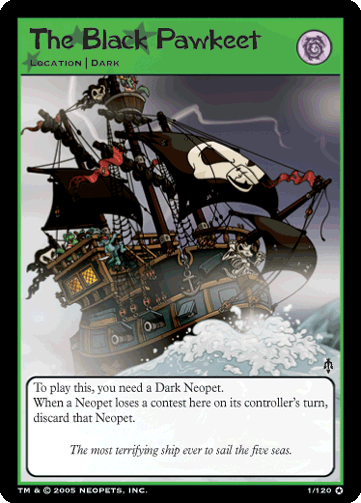 The Black Pawkeet
Location | Dark
To play this, you need a Dark Neopet.
When a Neopet loses a contest here on its controller's turn,
discard that Neopet.
The most terrifying ship ever to sail the five seas.
TM & © 2005 NEOPETS, INC.
1/120